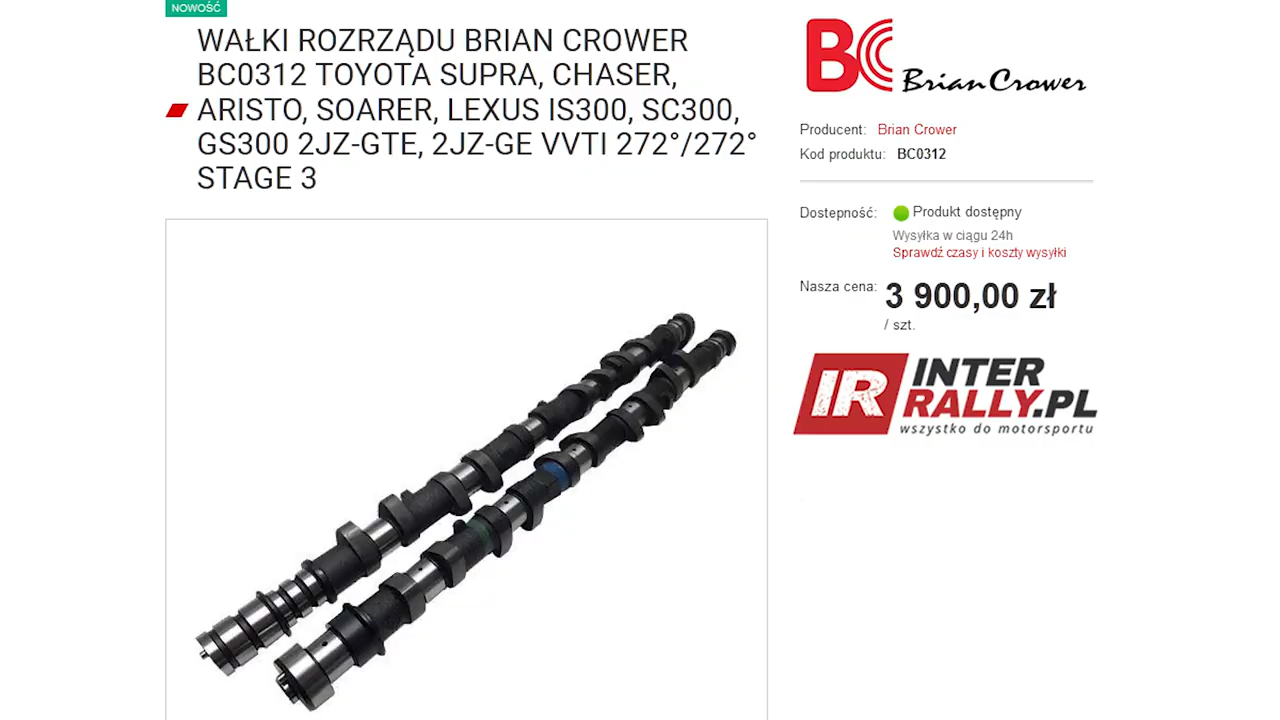 NOWOŚĆ
WAŁKI ROZRZĄDU BRIAN CROWER
BC0312 TOYOTA SUPRA, CHASER,
ARISTO, SOARER, LEXUS IS300, SC300,
GS300 2JZ-GTE, 2JZ-GE VVTI 272°/272°
STAGE 3
BC Brian Crower
Producent: Brian Crower
Kod produktu: BC0312
Dostepność: Produkt dostępny
Wysyłka w ciągu 24h
Sprawdź czasy i koszty wysyłki
Nasza cena: 3 900,00 zł
/ szt.
IR INTER
RALLY.PL
wszystko do motorsportu